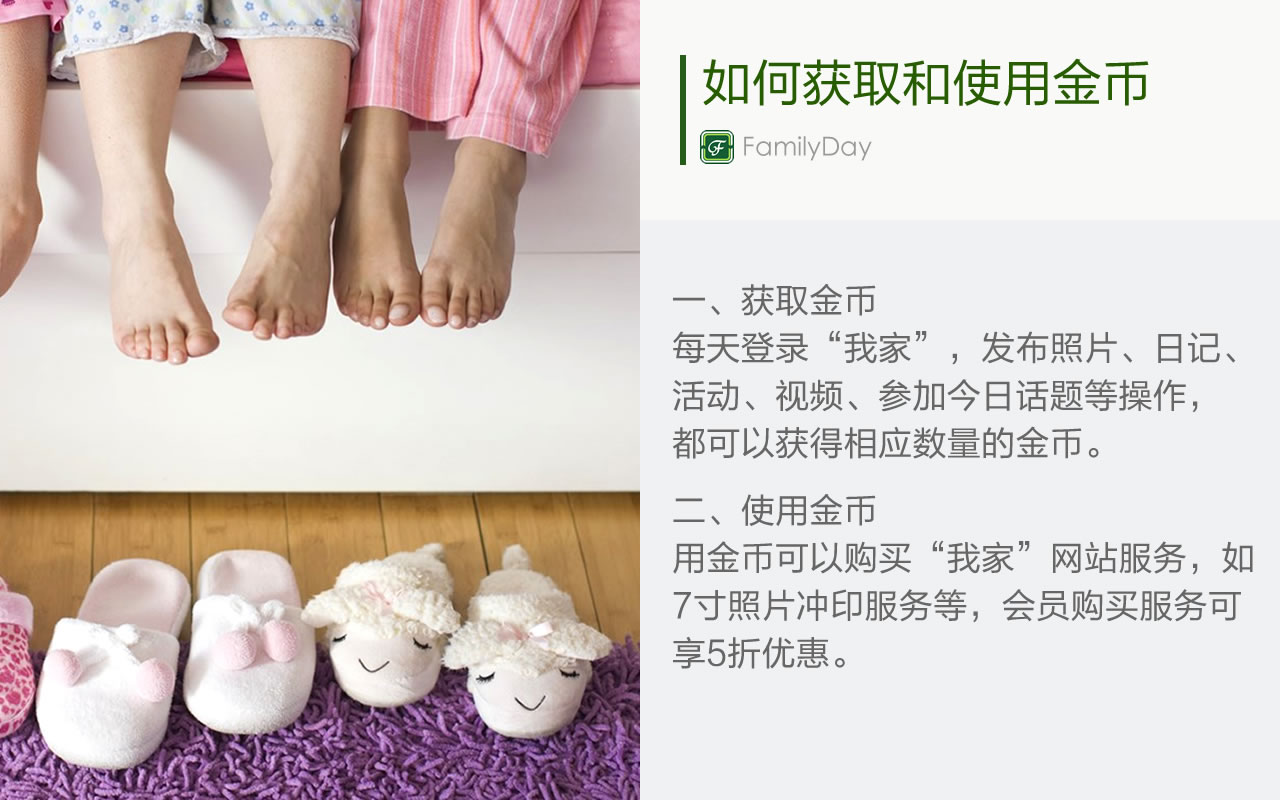 如何获取和使用金币
FamilyDay
一、获取金币
每天登录“我家”，发布照片、日记、
活动、视频、参加今日话题等操作，
都可以获得相应数量的金币。
二、使用金币
用金币可以购买“我家”网站服务，如
7寸照片冲印服务等，会员购买服务可
享5折优惠。